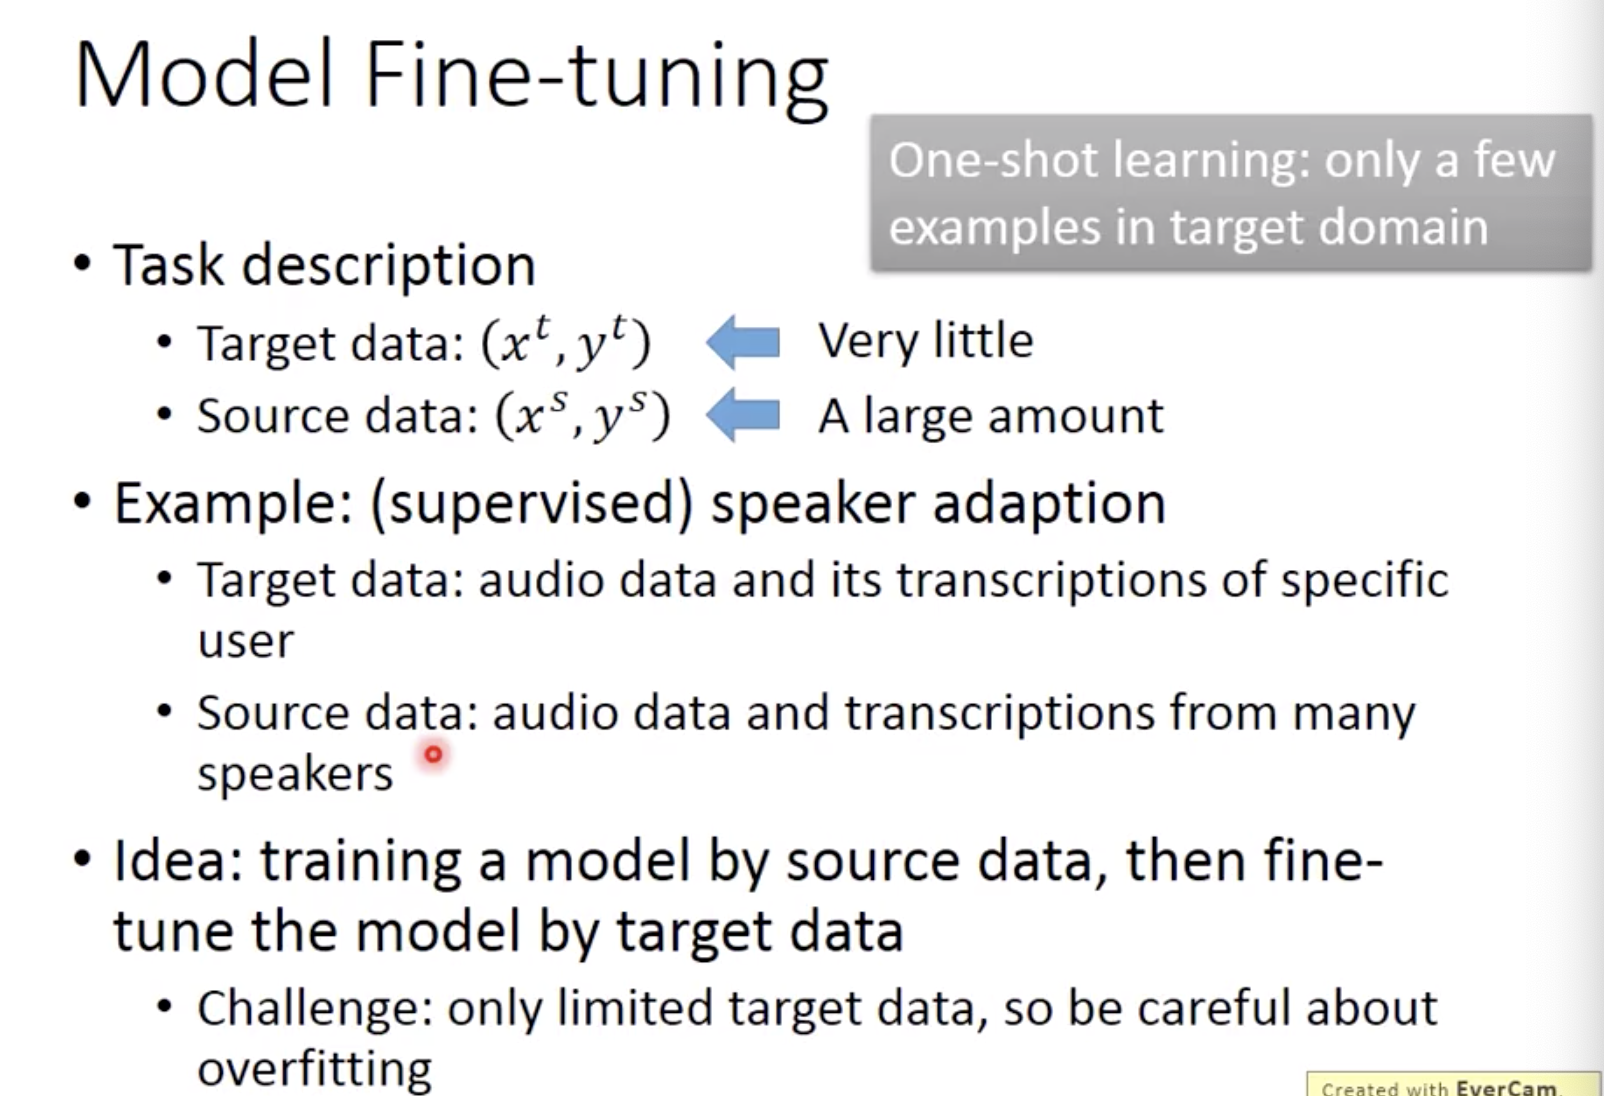 Model Fine-tuning
One-shot learning: only a few
examples in target domain
• Task description
• Target data: (x^t, y^t)
Very little
• Source data: (x^s, y^s)
A large amount
• Example: (supervised) speaker adaption
• Target data: audio data and its transcriptions of specific
user
• Source data: audio data and transcriptions from many
speakers
• Idea: training a model by source data, then fine-
tune the model by target data
• Challenge: only limited target data, so be careful about
overfitting
Created with EverCam.